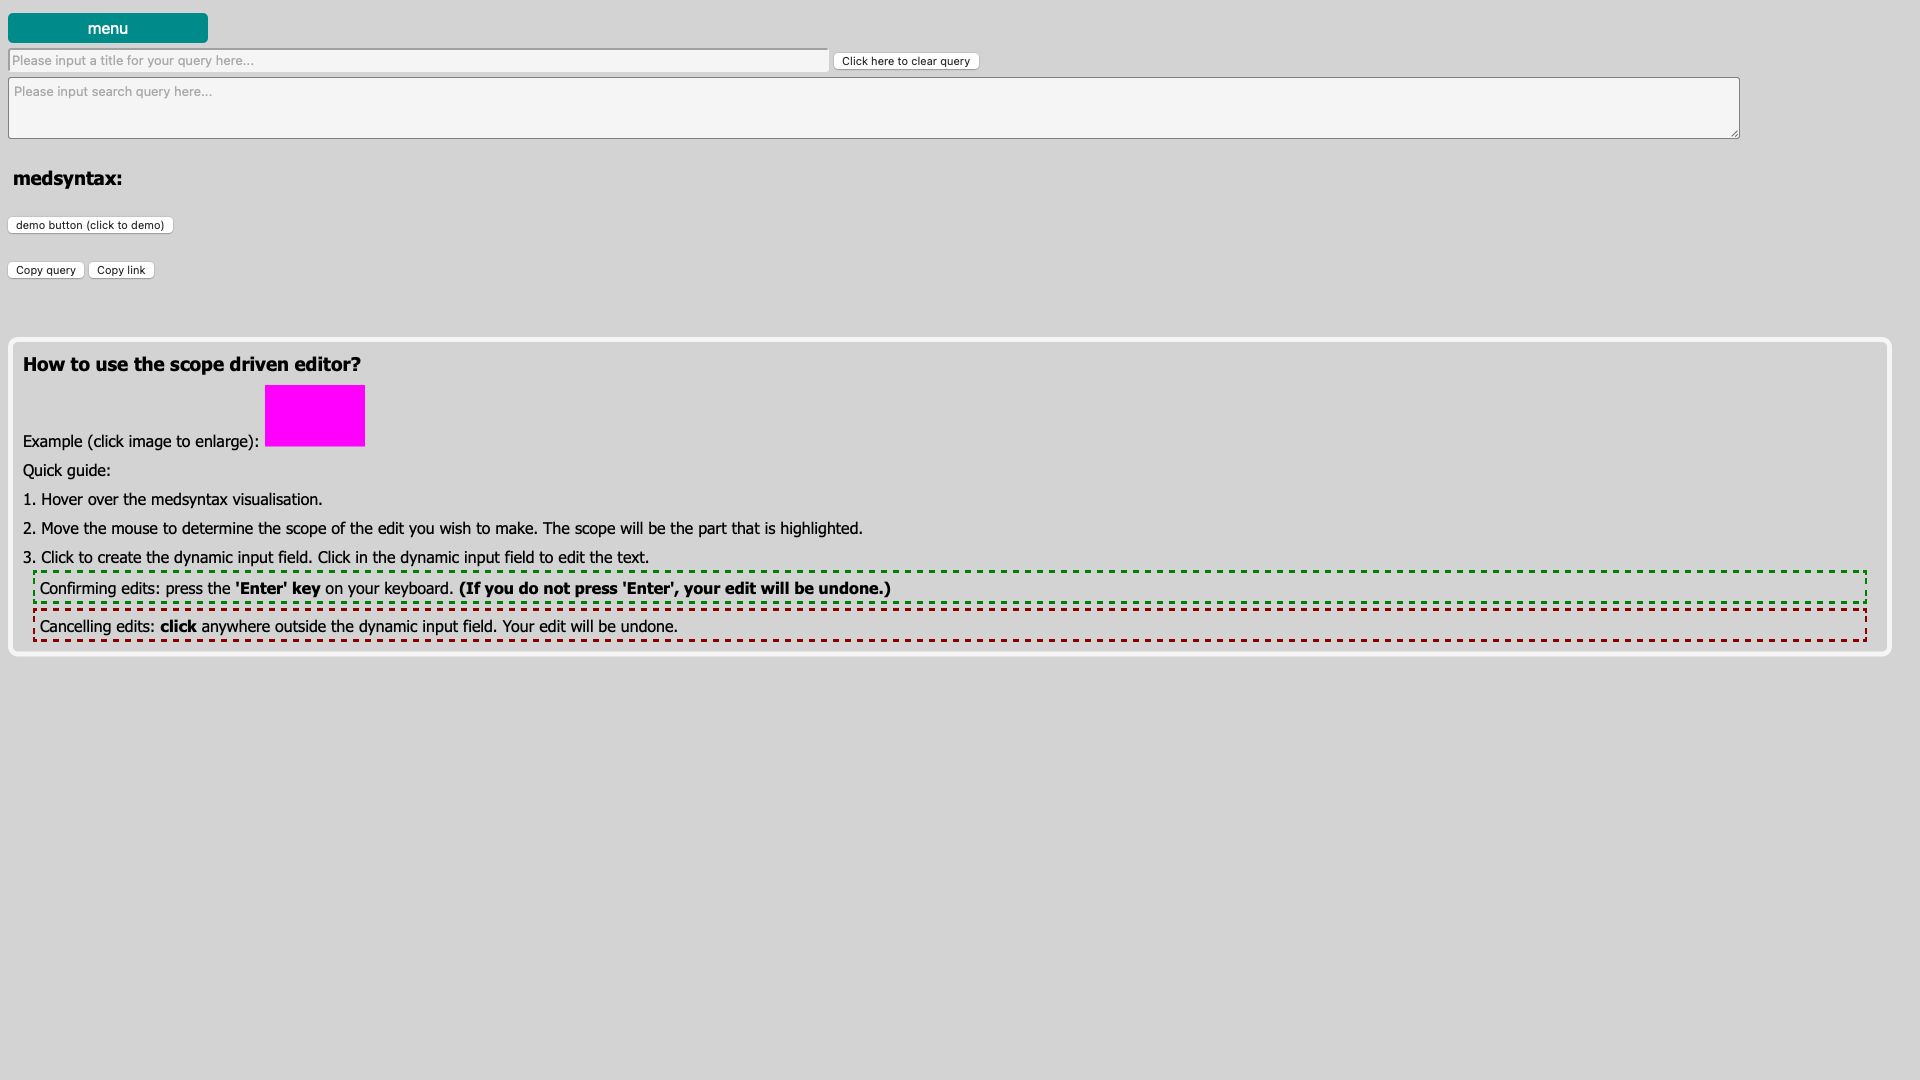 menu
Please input a title for your query here...
Click here to clear query
Please input search query here...
medsyntax:
demo button (click to demo)
Copy query
Copy link
How to use the scope driven editor?
Example (click image to enlarge):
Quick guide:
1. Hover over the medsyntax visualisation.
2. Move the mouse to determine the scope of the edit you wish to make. The scope will be the part that is highlighted.
3. Click to create the dynamic input field. Click in the dynamic input field to edit the text.
Confirming edits: press the 'Enter' key on your keyboard. (If you do not press 'Enter', your edit will be undone.)
Cancelling edits: click anywhere outside the dynamic input field. Your edit will be undone.